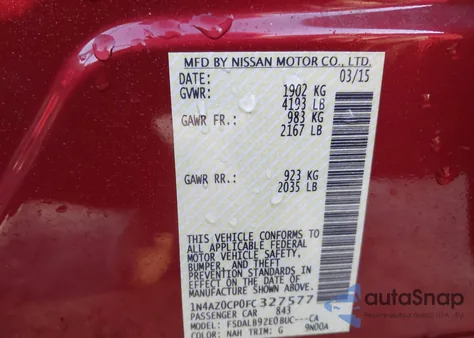 MFD BY NISSAN MOTOR CO., LTD.
DATE: 03/15
GVWR: 1902 KG
4193 LB
GAWR FR.: 983 KG
2167 LB
GAWR RR.: 923 KG
2035 LB
THIS VEHICLE CONFORMS TO
ALL APPLICABLE FEDERAL
MOTOR VEHICLE SAFETY,
BUMPER, AND THEFT
PREVENTION STANDARDS IN
EFFECT ON THE DATE OF
MANUFACTURE SHOWN ABOVE.
1N4AZ0CP0FC327577
PASSENGER CAR 843
MODEL: FSDALB9ZE0BUC---CA
COLOR: NAH TRIM: G 9N00A
autoSnap